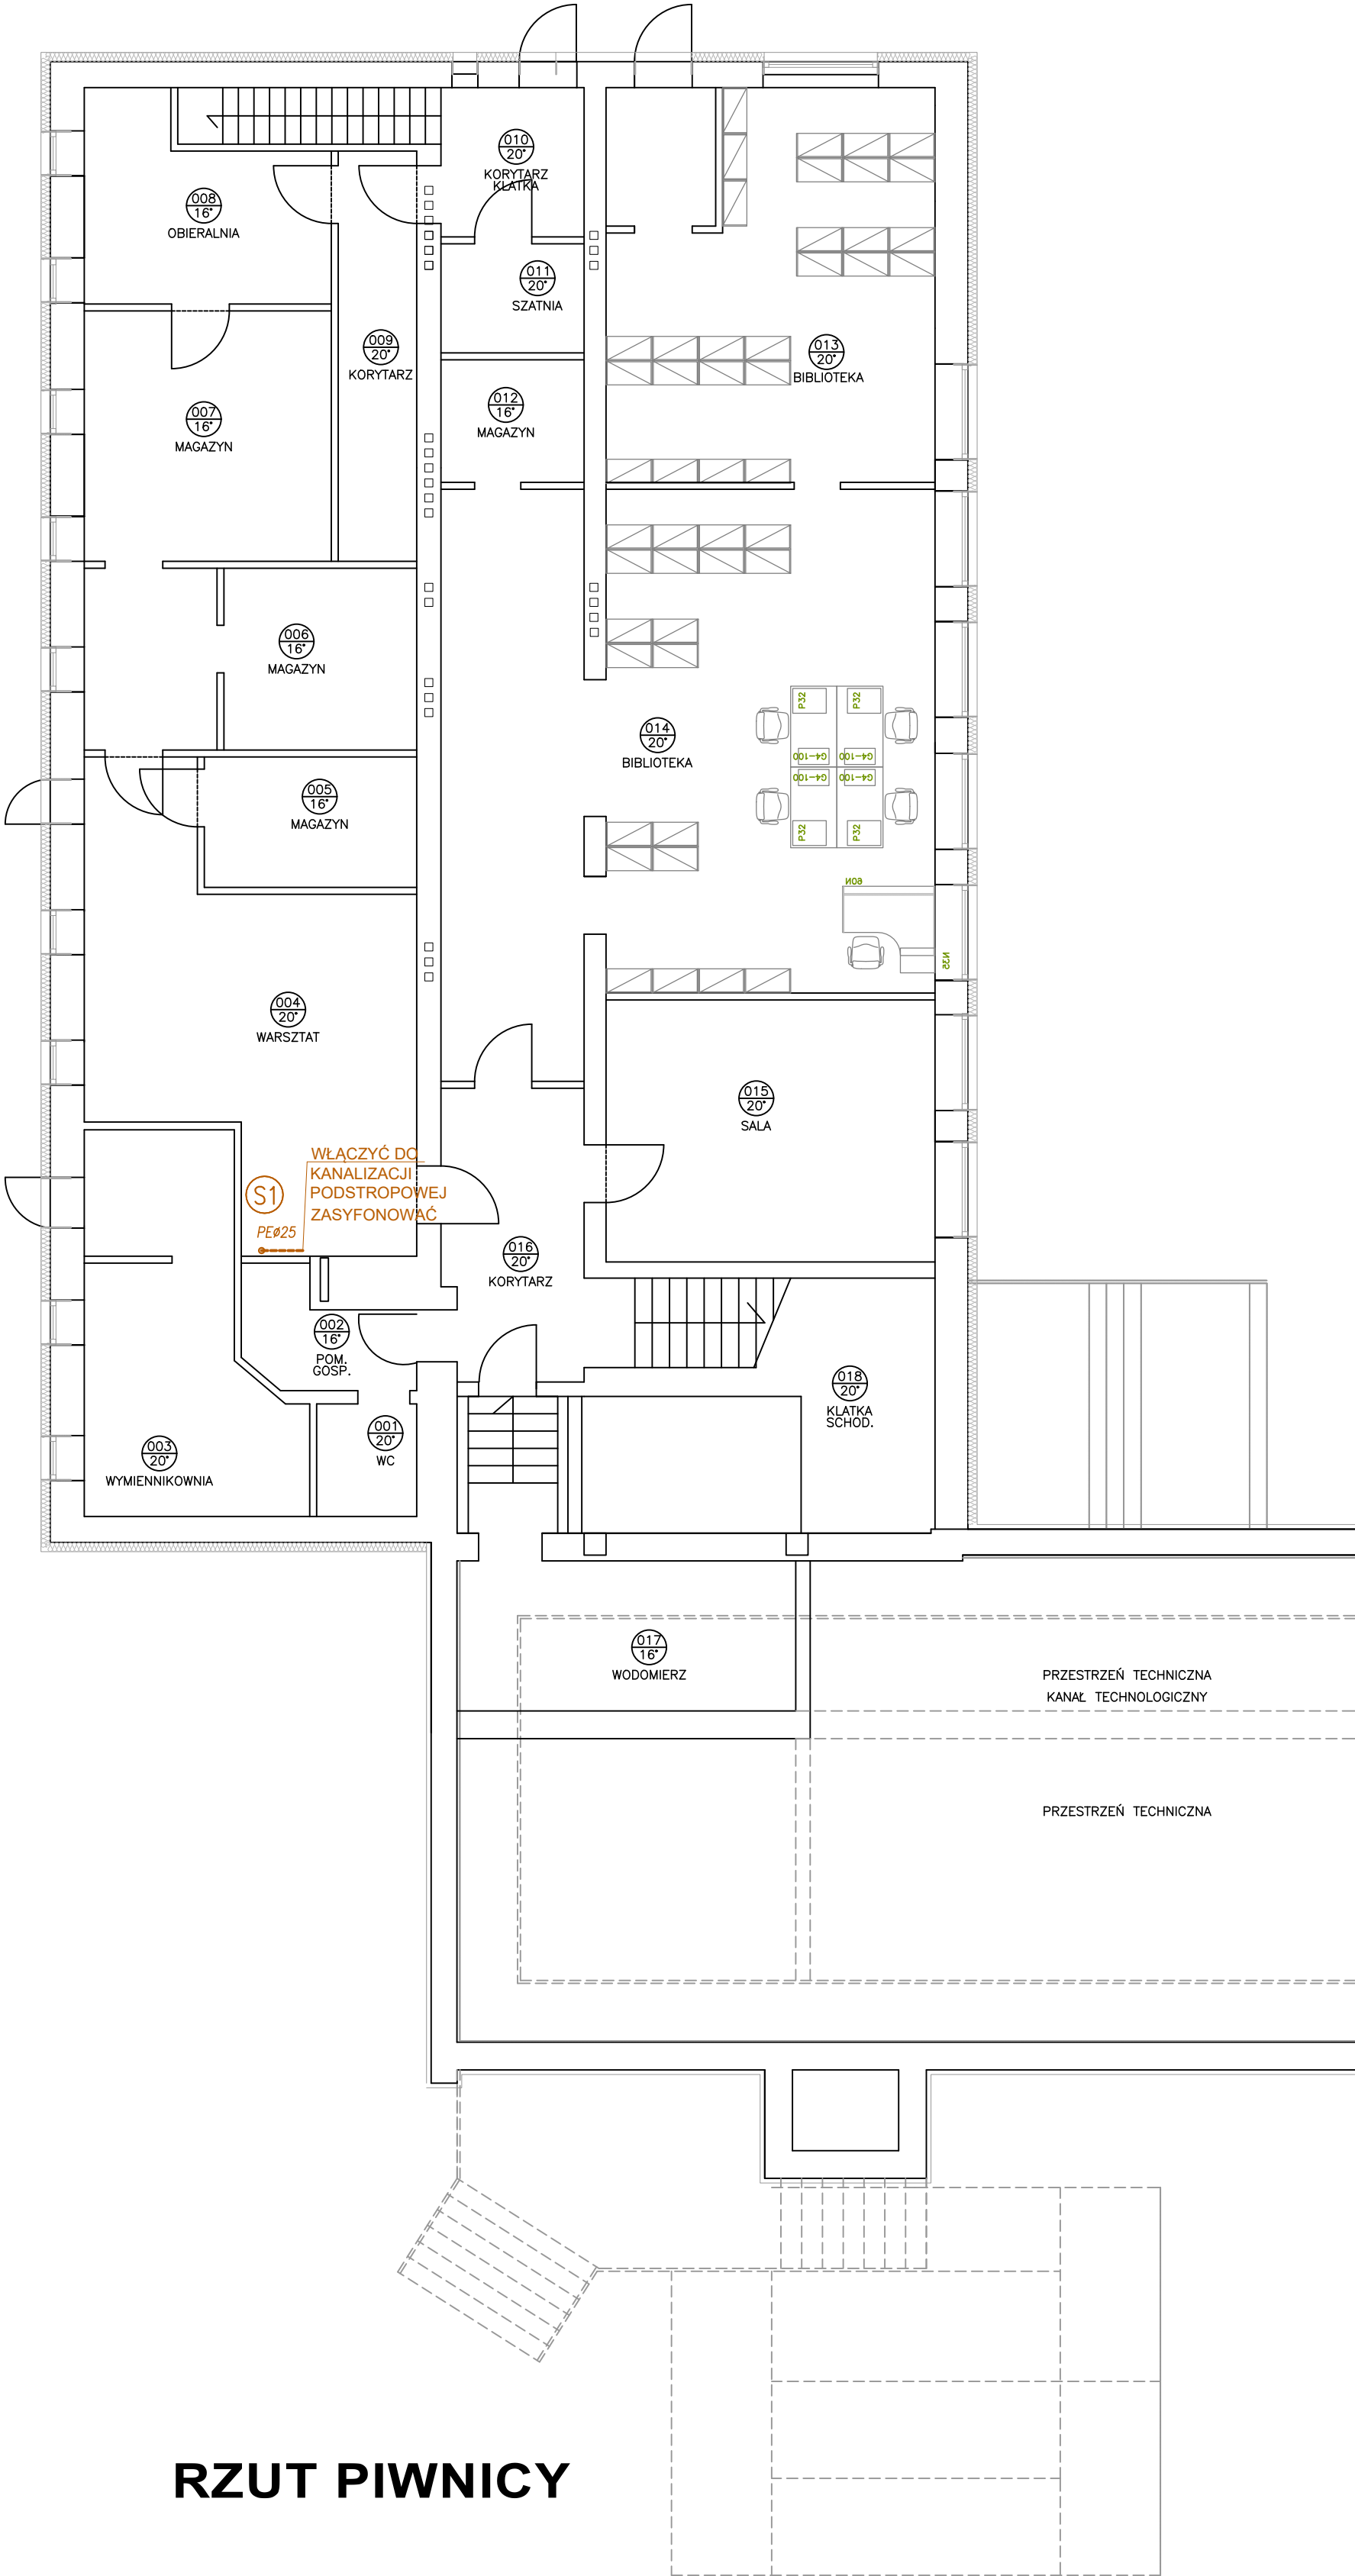 010
20°
KORYTARZ
KLATKA
008
16°
OBIERALNIA
011
20°
SZATNIA
009
20°
KORYTARZ
013
20°
BIBLIOTEKA
012
16°
MAGAZYN
007
16°
MAGAZYN
006
16°
MAGAZYN
014
20°
BIBLIOTEKA
P32
P32
G4-100
G4-100
G4-100
G4-100
P32
P32
005
16°
MAGAZYN
N09
N35
004
20°
WARSZTAT
015
20°
SALA
WŁĄCZYĆ DO
KANALIZACJI
PODSTROPOWEJ
ZASYFONOWAĆ
S1
PEø25
016
20°
KORYTARZ
002
16°
POM.
GOSP.
018
20°
KLATKA
SCHOD.
001
20°
WC
003
20°
WYMIENNIKOWNIA
017
16°
WODOMIERZ
PRZESTRZEŃ TECHNICZNA
KANAŁ TECHNOLOGICZNY
PRZESTRZEŃ TECHNICZNA
RZUT PIWNICY